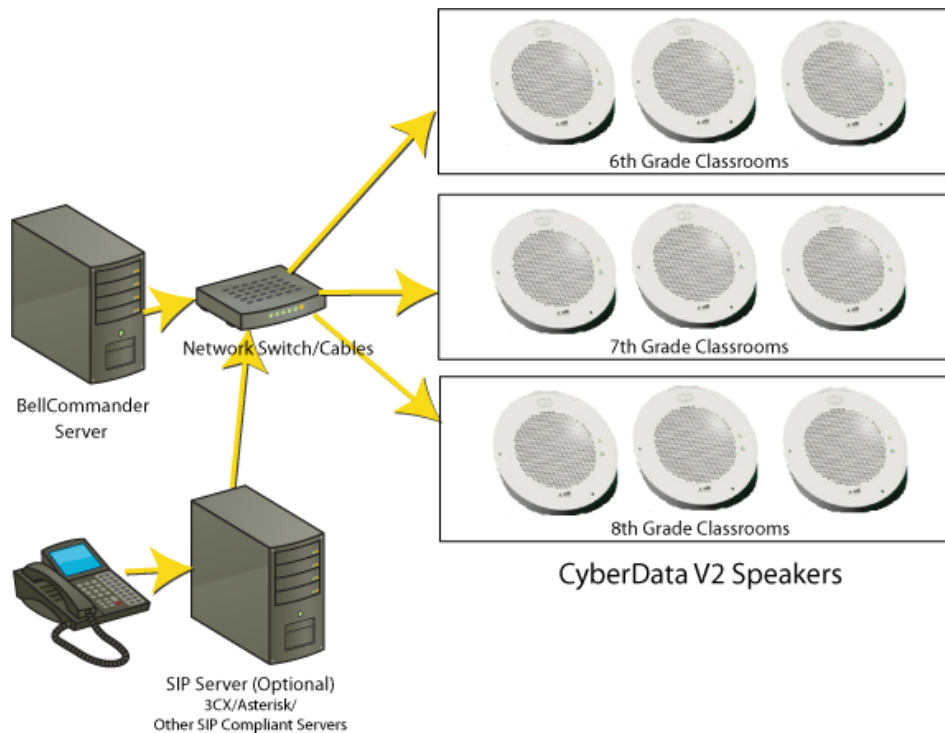 6th Grade Classrooms
7th Grade Classrooms
8th Grade Classrooms
CyberData V2 Speakers
Network Switch/Cables
BellCommander
Server
SIP Server (Optional)
3CX/Asterisk/
Other SIP Compliant Servers